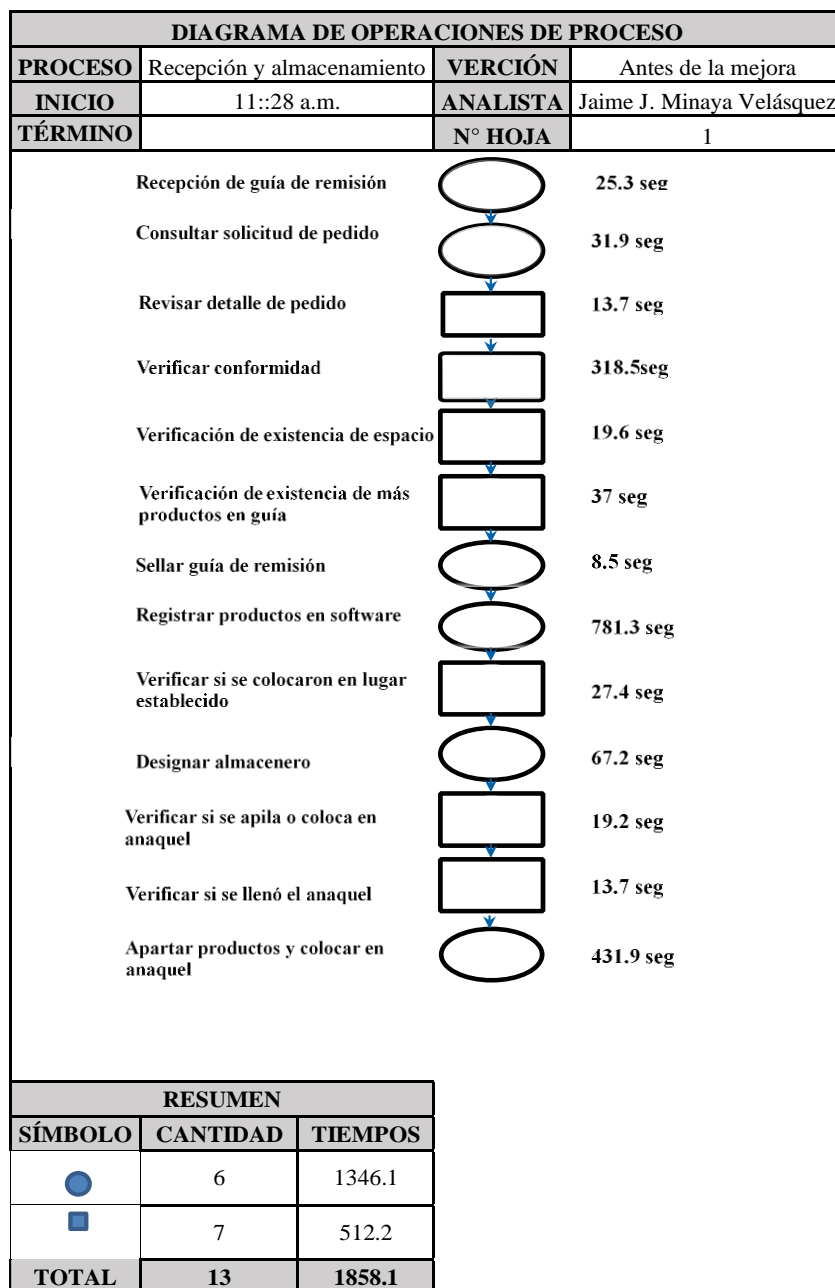 DIAGRAMA DE OPERACIONES DE PROCESO
PROCESO Recepción y almacenamiento VERCIÓN Antes de la mejora
INICIO 11::28 a.m. ANALISTA Jaime J. Minaya Velásquez
TÉRMINO N° HOJA 1
Recepción de guía de remisión 25.3 seg
Consultar solicitud de pedido 31.9 seg
Revisar detalle de pedido 13.7 seg
Verificar conformidad 318.5seg
Verificación de existencia de espacio 19.6 seg
Verificación de existencia de más
productos en guía 37 seg
Sellar guía de remisión 8.5 seg
Registrar productos en software 781.3 seg
Verificar si se colocaron en lugar
establecido 27.4 seg
Designar almacenero 67.2 seg
Verificar si se apila o coloca en
anaquel 19.2 seg
Verificar si se llenó el anaquel 13.7 seg
Apartar productos y colocar en
anaquel 431.9 seg
RESUMEN
SÍMBOLO CANTIDAD TIEMPOS
6 1346.1
7 512.2
TOTAL 13 1858.1